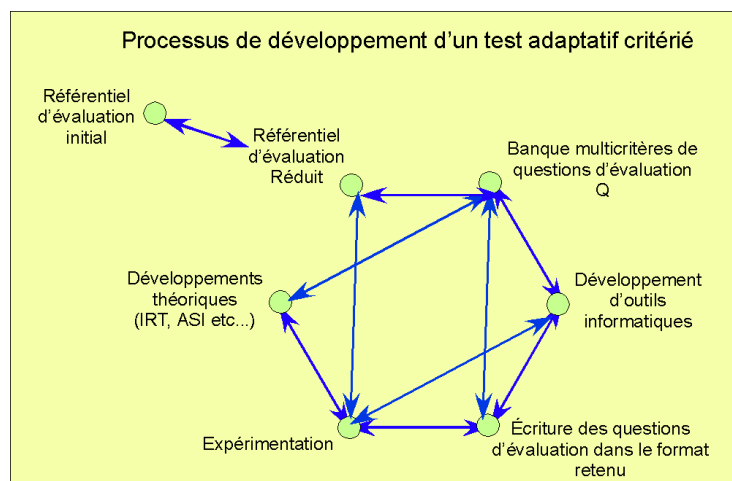 Processus de développement d'un test adaptatif critérié
Référentiel
d'évaluation
initial
Référentiel
d'évaluation
Réduit
Banque multicritères de
questions d'évaluation
Q
Développements
théoriques
(IRT, ASI etc...)
Développement
d'outils
informatiques
Expérimentation
Écriture des questions
d'évaluation dans le format
retenu